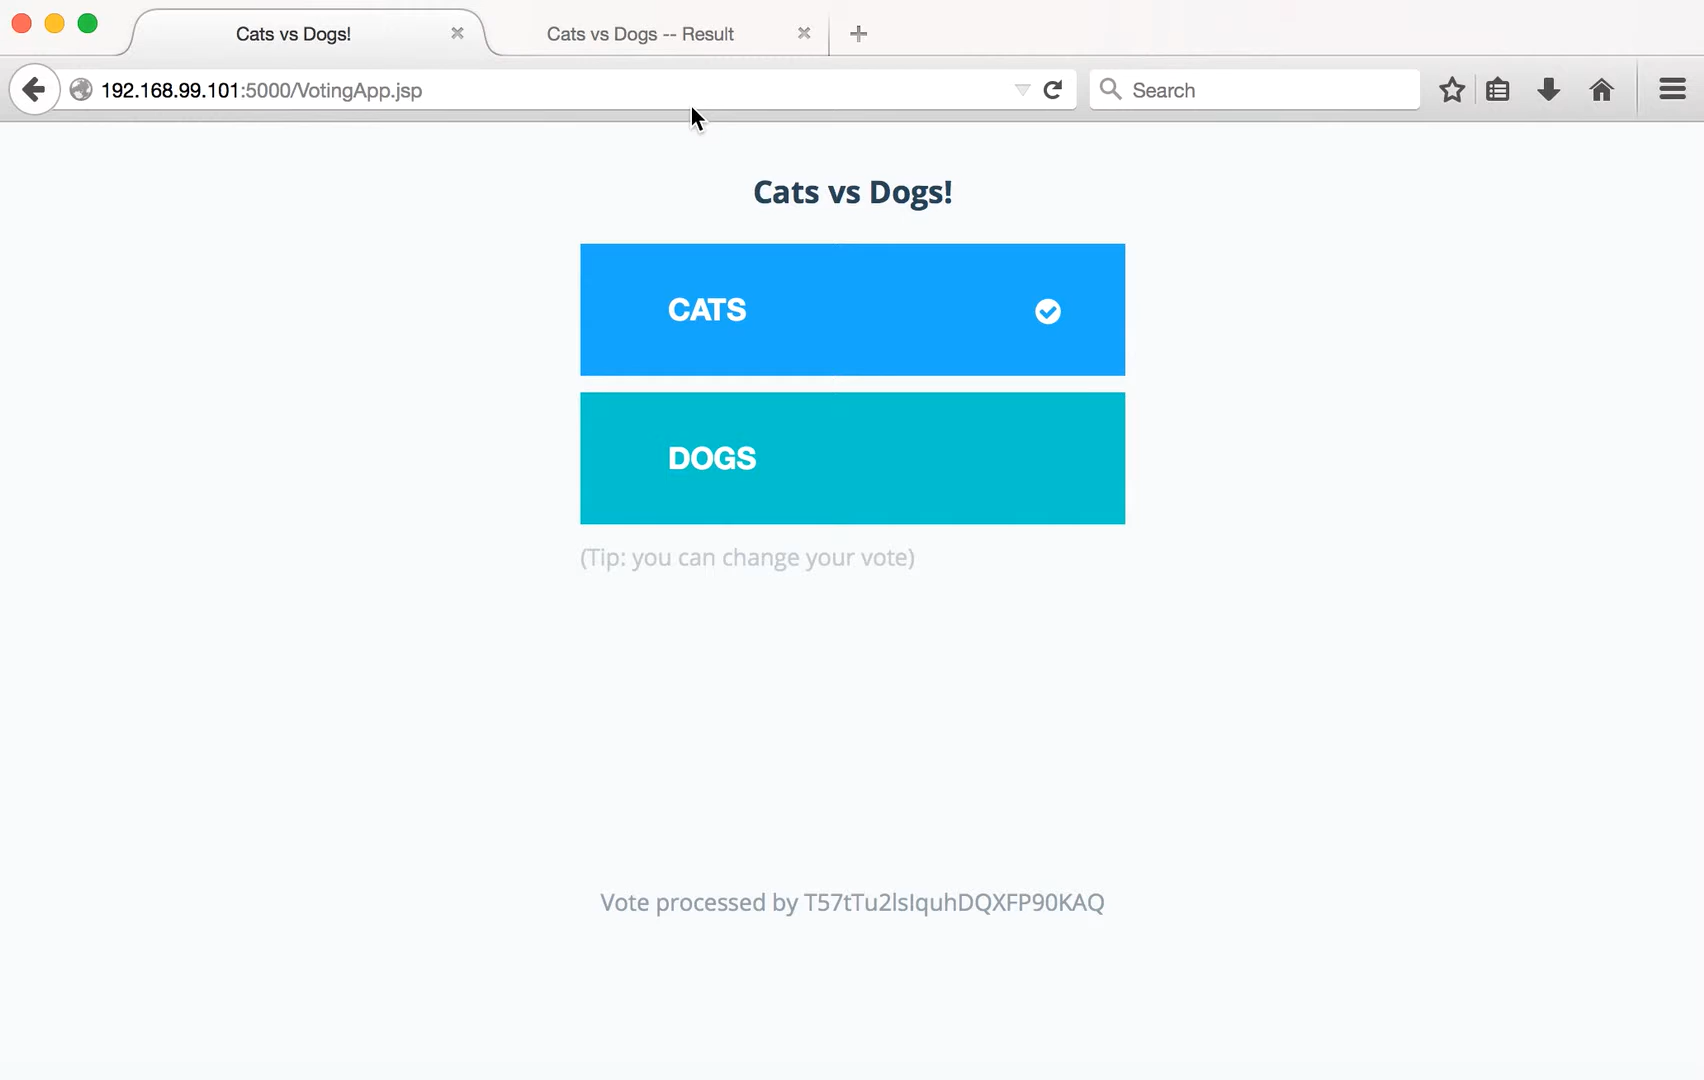 Cats vs Dogs!
Cats vs Dogs -- Result
192.168.99.101:5000/VotingApp.jsp
Search
Cats vs Dogs!
CATS
DOGS
(Tip: you can change your vote)
Vote processed by T57tTu2lsIquhDQXFP90KAQ